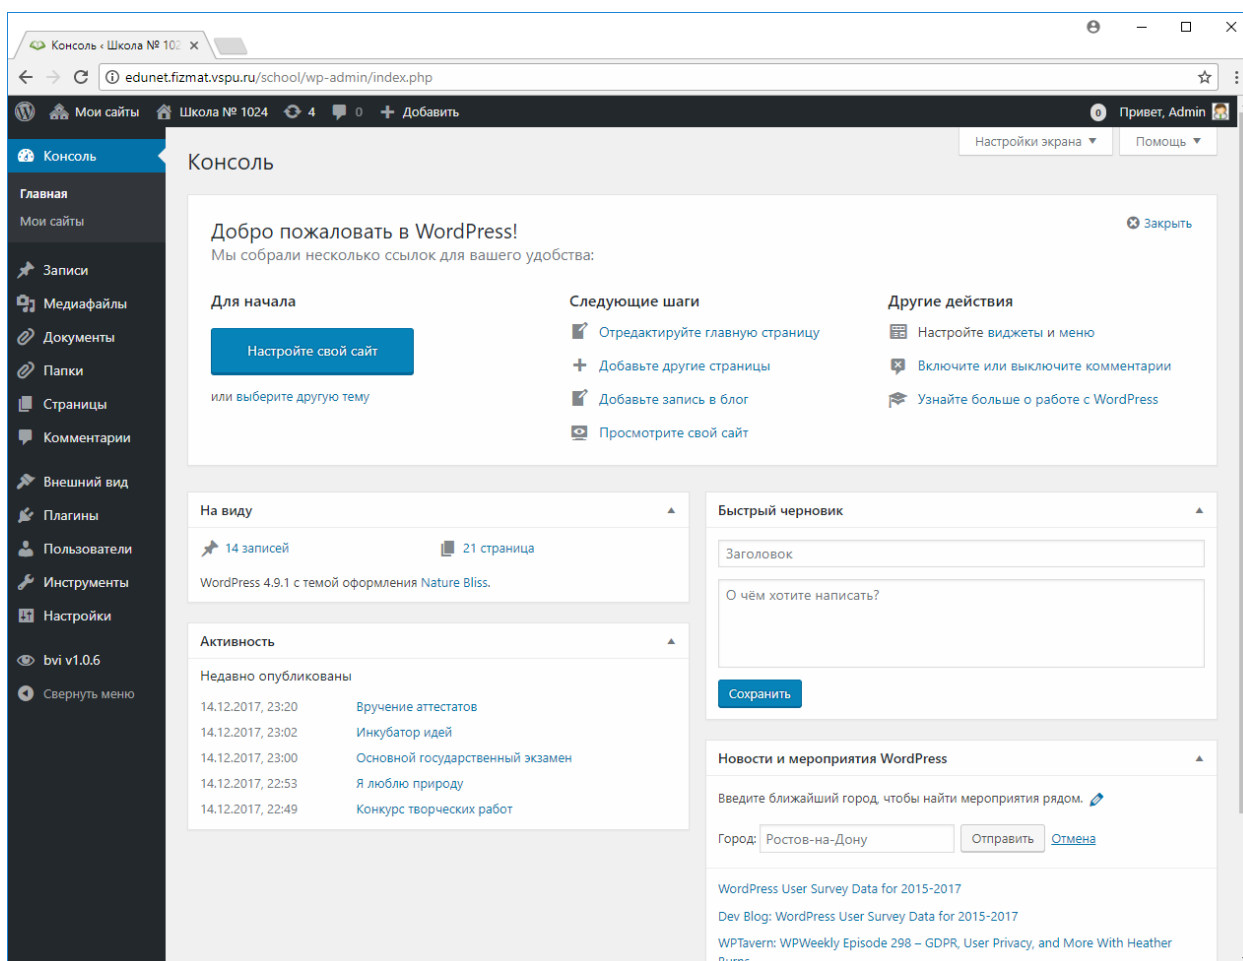 Консоль ‹ Школа № 102
edunet.fizmat.vspu.ru/school/wp-admin/index.php
Мои сайты Школа № 1024 4 0 Добавить 0 Привет, Admin
Консоль
Главная
Мои сайты
Записи
Медиафайлы
Документы
Папки
Страницы
Комментарии
Внешний вид
Плагины
Пользователи
Инструменты
Настройки
bvi v1.0.6
Свернуть меню
Настройки экрана Помощь
Консоль
Добро пожаловать в WordPress!
Закрыть
Мы собрали несколько ссылок для вашего удобства:
Для начала
Настройте свой сайт
или выберите другую тему
Следующие шаги
Отредактируйте главную страницу
Добавьте другие страницы
Добавьте запись в блог
Просмотрите свой сайт
Другие действия
Настройте виджеты и меню
Включите или выключите комментарии
Узнайте больше о работе с WordPress
На виду
14 записей 21 страница
WordPress 4.9.1 с темой оформления Nature Bliss.
Активность
Недавно опубликованы
14.12.2017, 23:20 Вручение аттестатов
14.12.2017, 23:02 Инкубатор идей
14.12.2017, 23:00 Основной государственный экзамен
14.12.2017, 22:53 Я люблю природу
14.12.2017, 22:49 Конкурс творческих работ
Быстрый черновик
Заголовок
О чём хотите написать?
Сохранить
Новости и мероприятия WordPress
Введите ближайший город, чтобы найти мероприятия рядом.
Город: Ростов-на-Дону Отправить Отмена
WordPress User Survey Data for 2015-2017
Dev Blog: WordPress User Survey Data for 2015-2017
WPTavern: WPWeekly Episode 298 – GDPR, User Privacy, and More With Heather